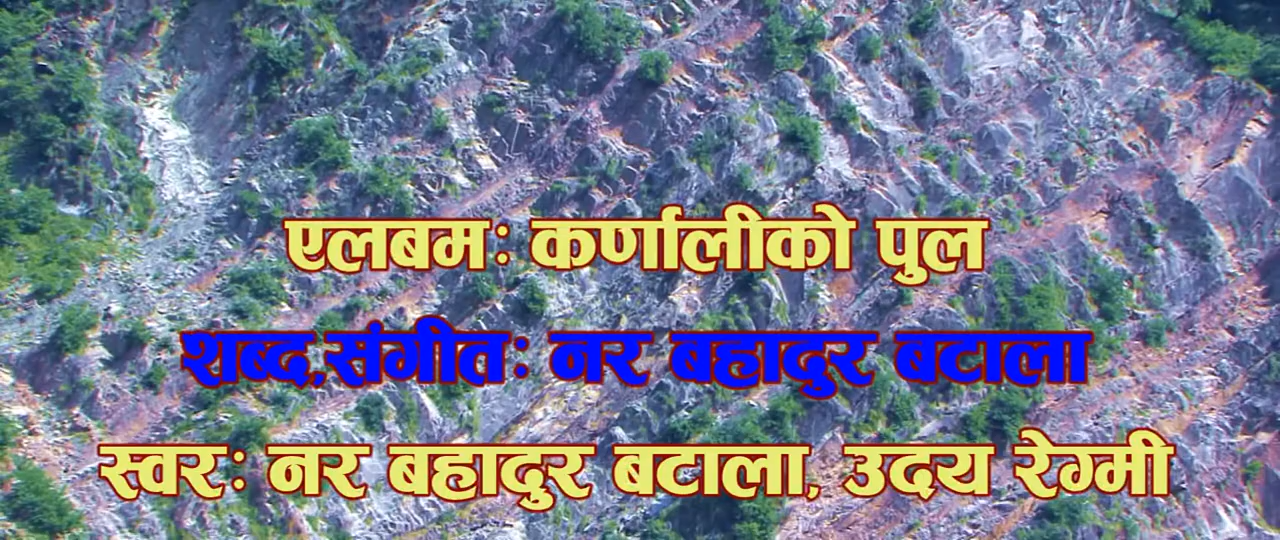 एलबम: कर्णालीको पुल
शब्द,संगीत: नर बहादुर बटाला
स्वर: नर बहादुर बटाला, उदय रेग्मी